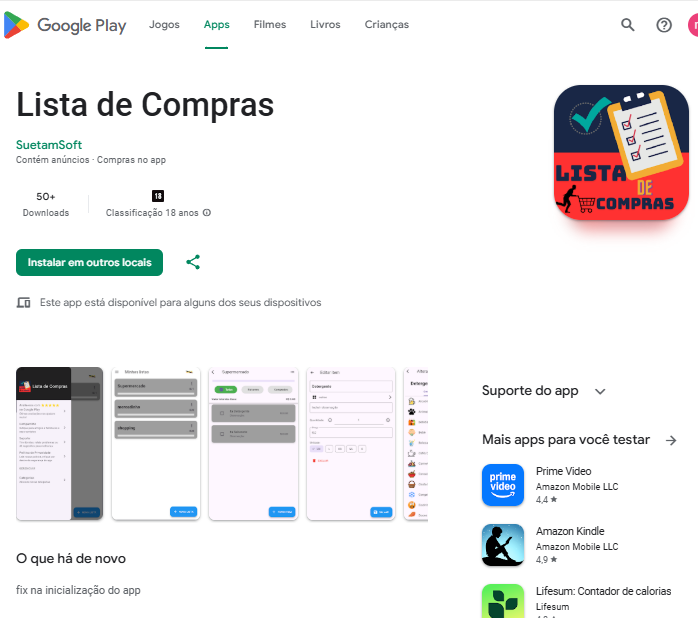 Google Play
Jogos
Apps
Filmes
Livros
Crianças
Lista de Compras
SuetamSoft
Contém anúncios · Compras no app
50+
Downloads
18
Classificação 18 anos
Instalar em outros locais
Este app está disponível para alguns dos seus dispositivos
LISTA
DE
COMPRAS
Lista de Compras
Minhas listas
Supermercado
Shopping
Supermercado
Editar item
Suporte do app
Mais apps para você testar
prime
video
Prime Video
Amazon Mobile LLC
4,4 ★
Amazon Kindle
Amazon Mobile LLC
4,9 ★
Lifesum: Contador de calorias
Lifesum
O que há de novo
fix na inicialização do app